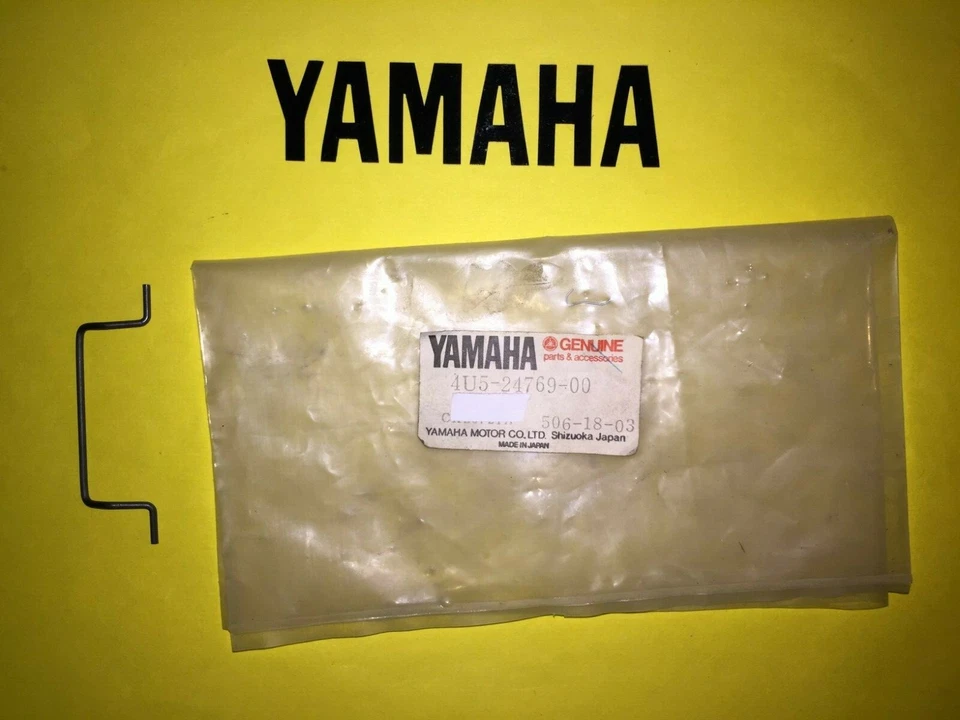 YAMAHA
YAMAHA GENUINE
parts & accessories
4U5-24769-00
506-18-03
YAMAHA MOTOR CO.,LTD. Shizuoka Japan
MADE IN JAPAN